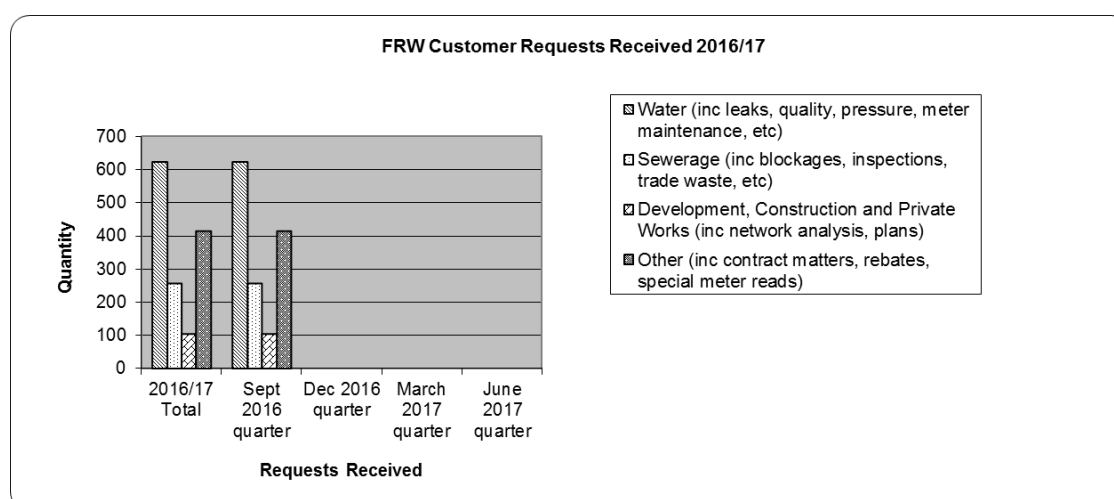 FRW Customer Requests Received 2016/17
Water (inc leaks, quality, pressure, meter
maintenance, etc)
Sewerage (inc blockages, inspections,
trade waste, etc)
Development, Construction and Private
Works (inc network analysis, plans)
Other (inc contract matters, rebates,
special meter reads)
Quantity
700
600
500
400
300
200
100
0
2016/17
Total
Sept
2016
quarter
Dec 2016
quarter
March
2017
quarter
June
2017
quarter
Requests Received